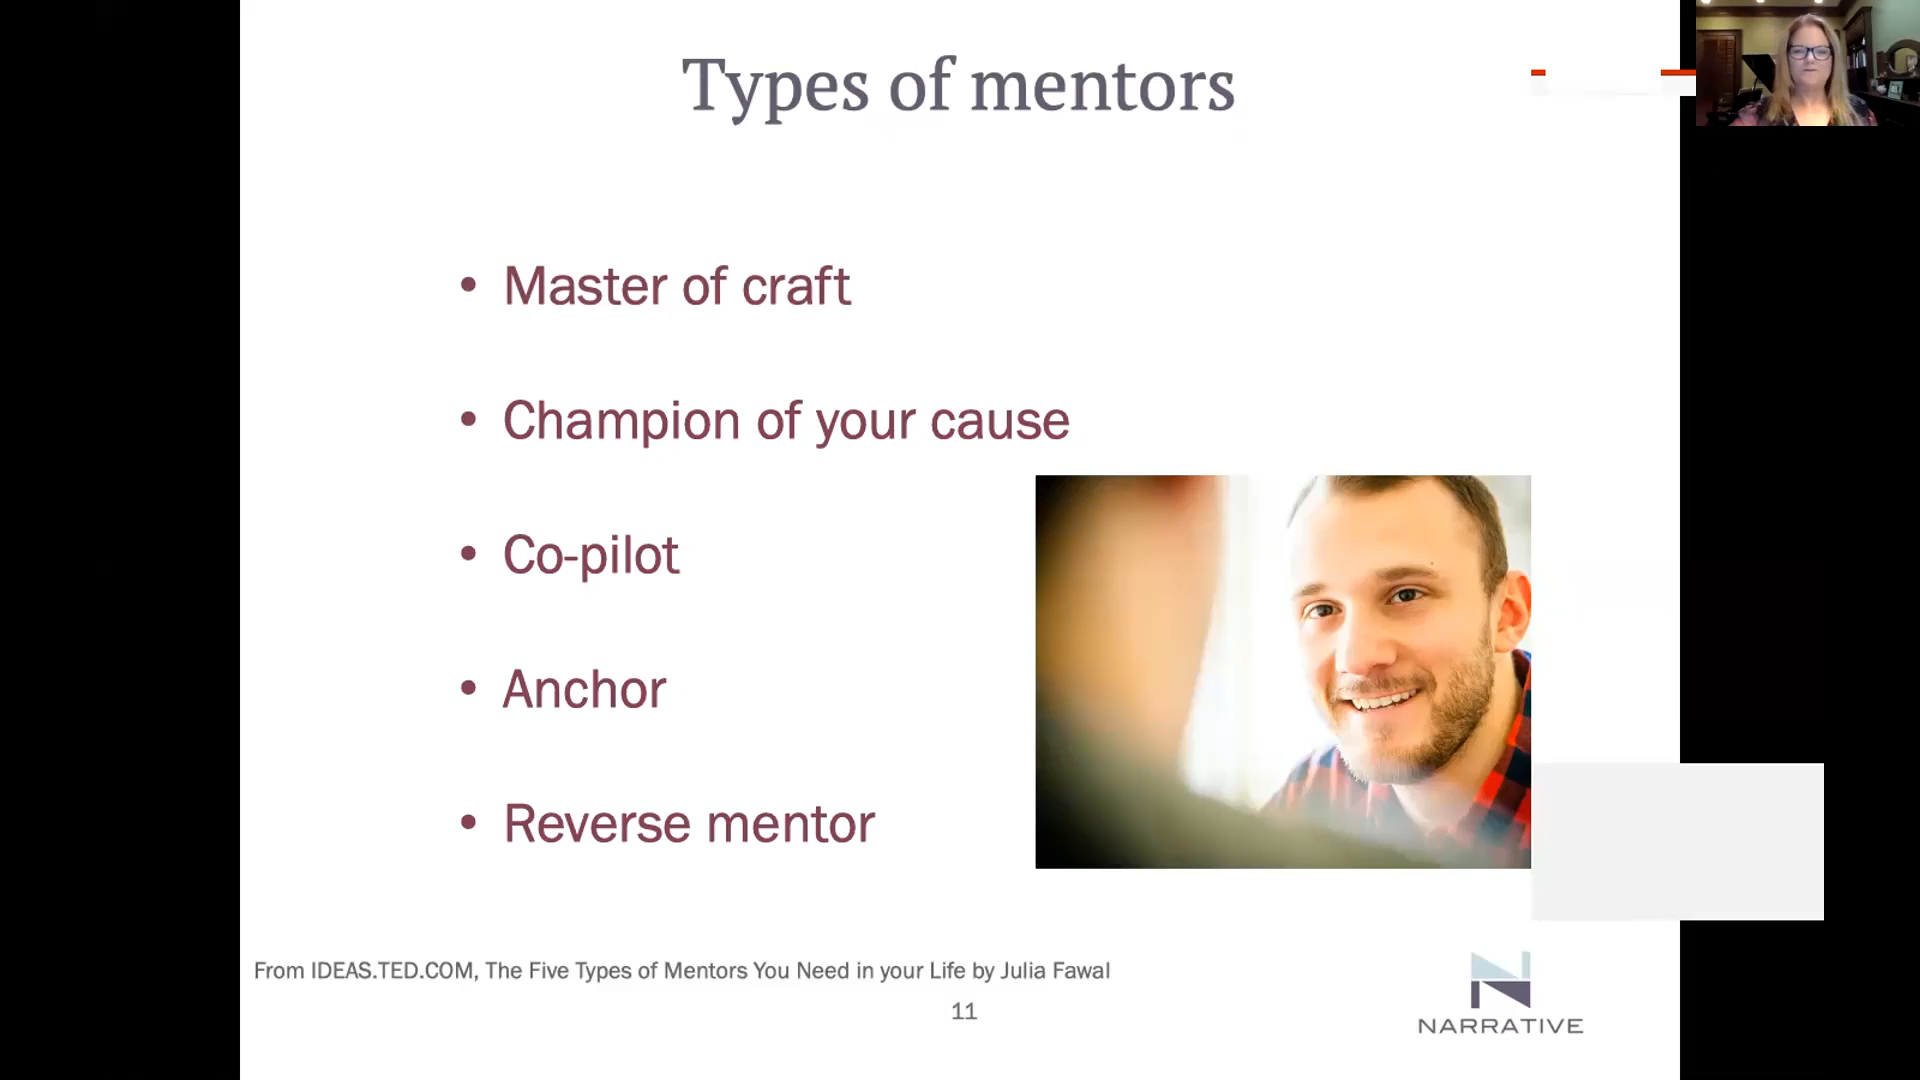 Types of mentors
• Master of craft
• Champion of your cause
• Co-pilot
• Anchor
• Reverse mentor
From IDEAS.TED.COM, The Five Types of Mentors You Need in your Life by Julia Fawal
11
NARRATIVE